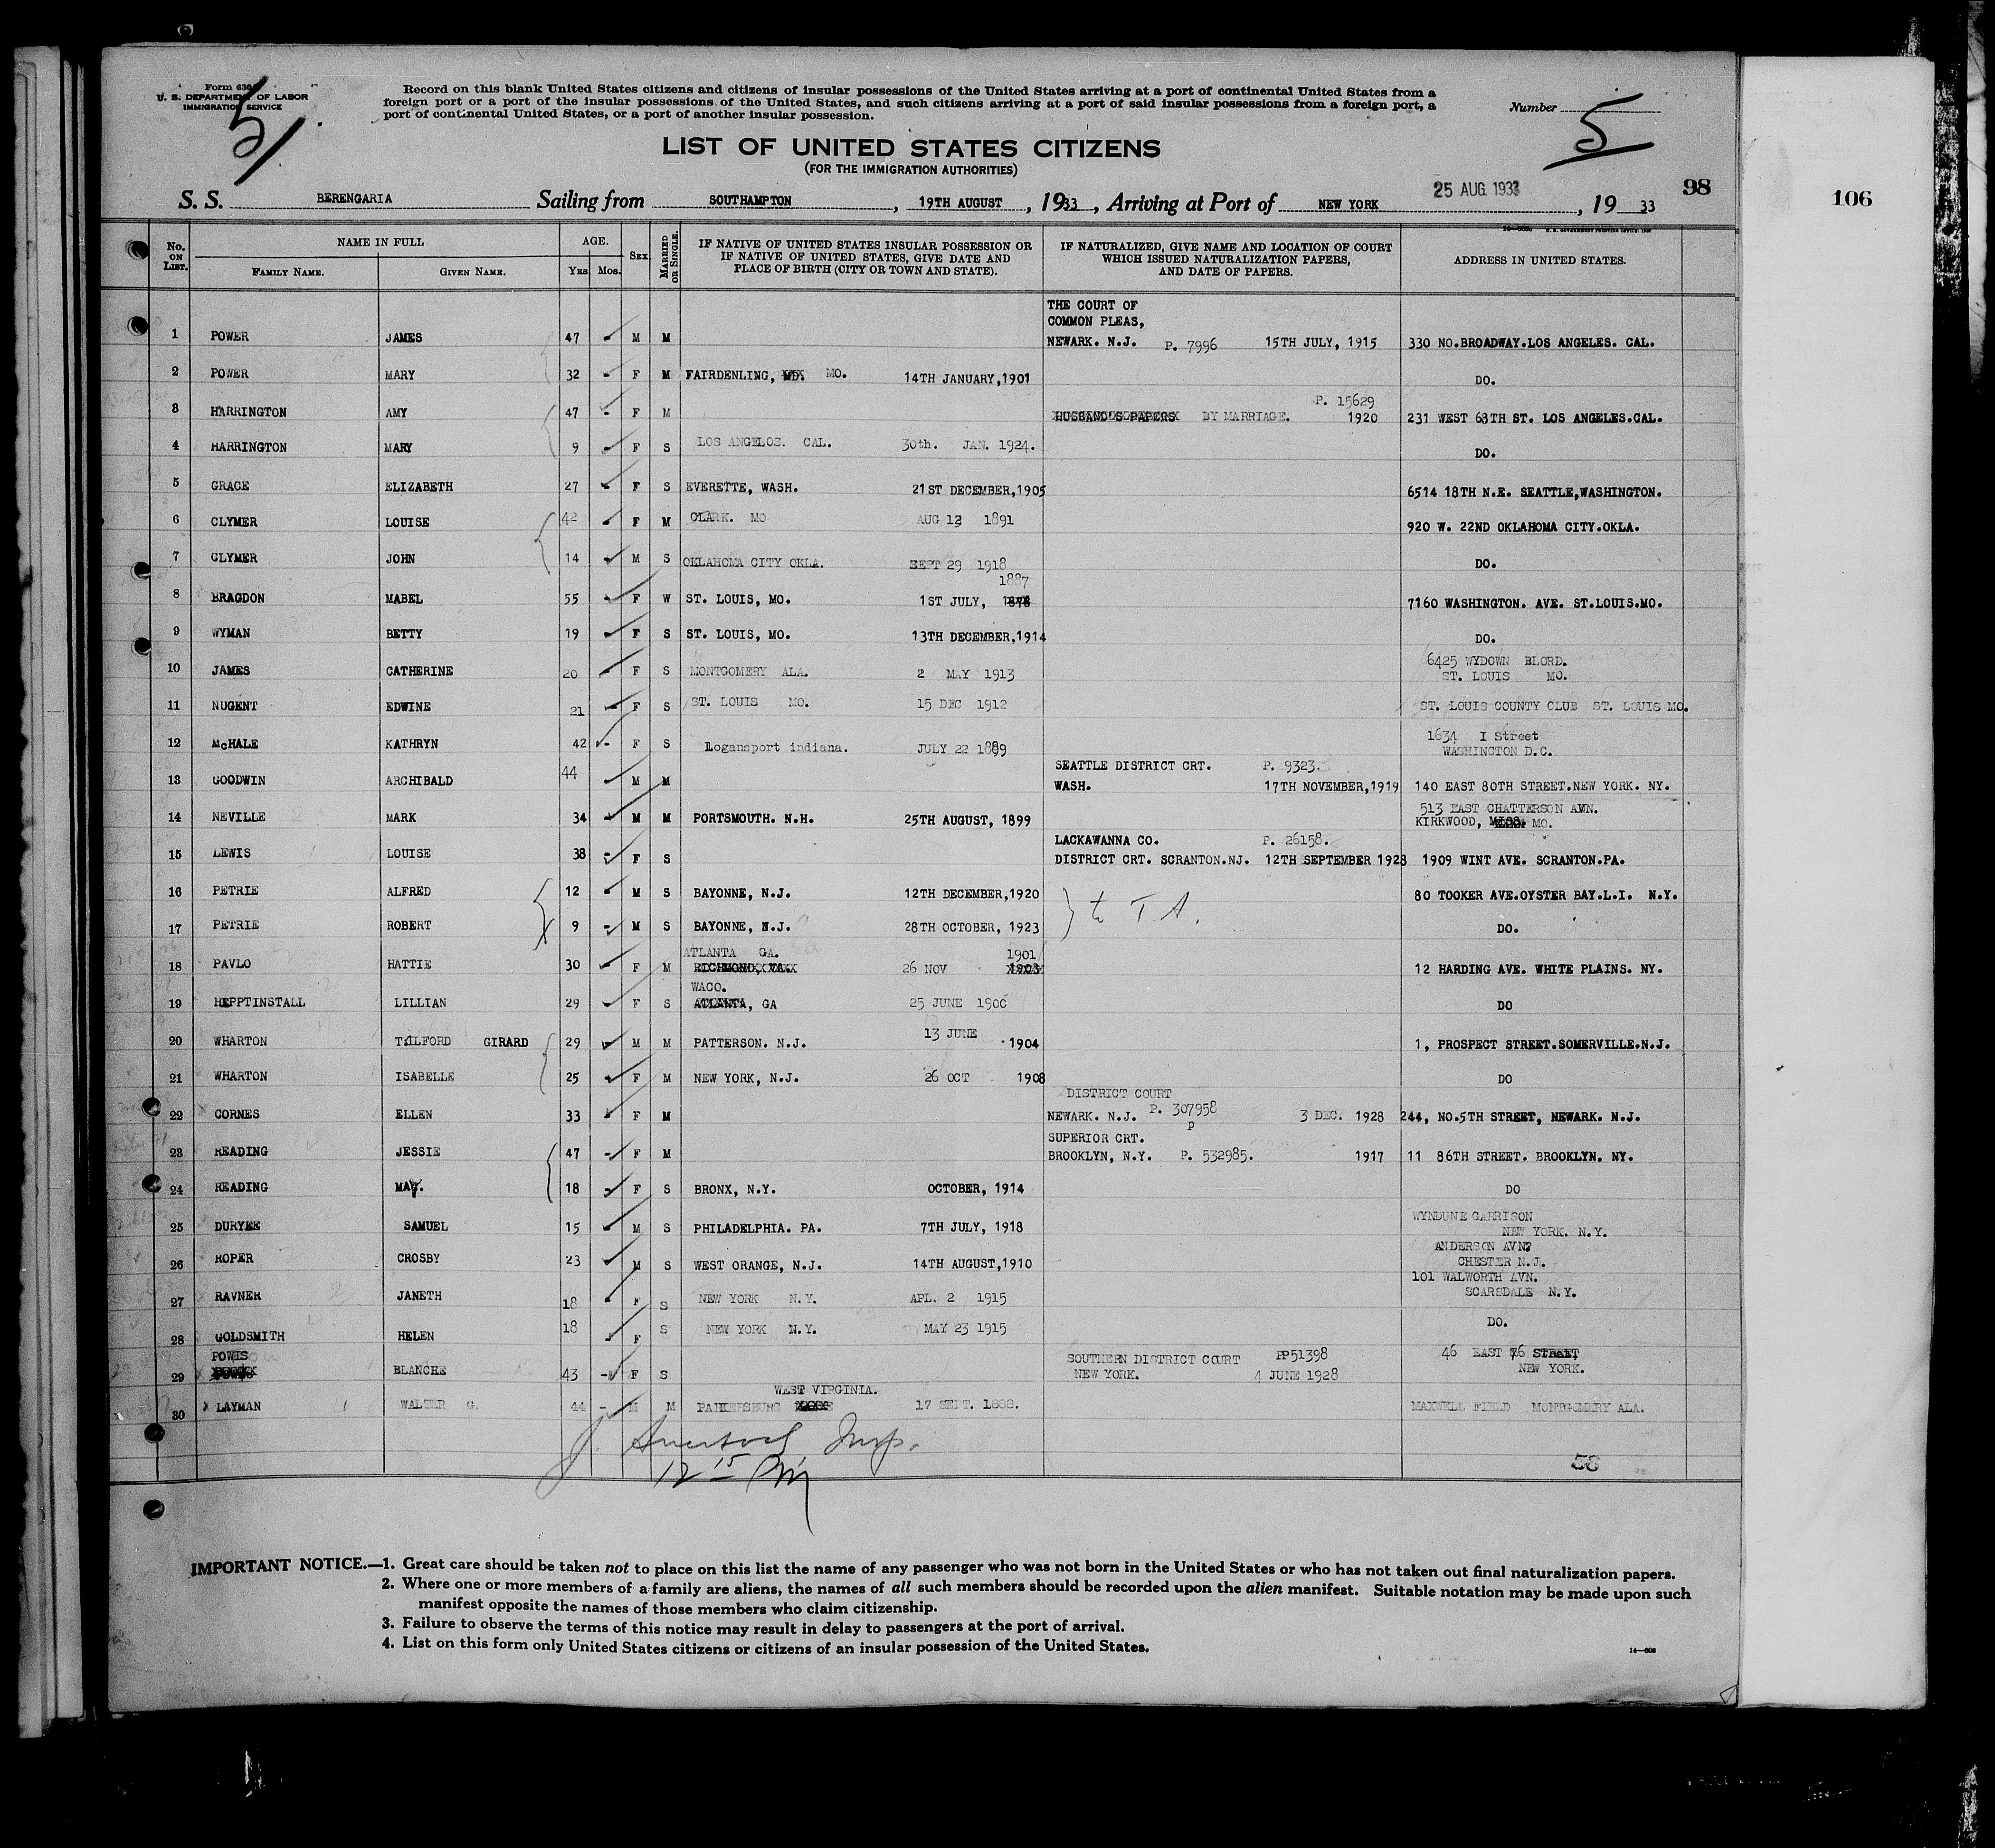 Form 630
U. S. DEPARTMENT OF LABOR
IMMIGRATION SERVICE
5
Record on this blank United States citizens and citizens of insular possessions of the United States arriving at a port of continental United States from a
foreign port or a port of the insular possessions of the United States, and such citizens arriving at a port of said insular possessions from a foreign port, a
port of continental United States, or a port of another insular possession.
Number 5
LIST OF UNITED STATES CITIZENS
(FOR THE IMMIGRATION AUTHORITIES)
S. S. BERENGARIA Sailing from SOUTHAMPTON, 19TH AUGUST, 1933, Arriving at Port of NEW YORK 25 AUG 1933, 19 33
98
106
No. ON LIST. NAME IN FULL FAMILY NAME. GIVEN NAME. AGE. YRS. MOS. SEX MARRIED OR SINGLE. IF NATIVE OF UNITED STATES INSULAR POSSESSION OR IF NATIVE OF UNITED STATES, GIVE DATE AND PLACE OF BIRTH (CITY OR TOWN AND STATE). IF NATURALIZED, GIVE NAME AND LOCATION OF COURT WHICH ISSUED NATURALIZATION PAPERS, AND DATE OF PAPERS. ADDRESS IN UNITED STATES.
THE COURT OF
COMMON PLEAS,
1 POWER JAMES 47 - M M NEWARK. N.J. P. 7996 15TH JULY, 1915 330 NO.BROADWAY.LOS ANGELES. CAL.
2 POWER MARY 32 - F M FAIRDENLING, MO. 14TH JANUARY,1901 DO.
P. 15629
3 HARRINGTON AMY 47 - F M HUSBAND'S PAPERS BY MARRIAGE. 1920 231 WEST 68TH ST. LOS ANGELES.CAL.
4 HARRINGTON MARY 9 - F S LOS ANGELOS. CAL. 30th. JAN. 1924. DO.
5 GRACE ELIZABETH 27 - F S EVERETTE, WASH. 21ST DECEMBER,1905 6514 18TH N.E. SEATTLE,WASHINGTON.
6 CLYMER LOUISE 42 - F M CLARK. MO AUG 12 1891 920 W. 22ND OKLAHOMA CITY.OKLA.
7 CLYMER JOHN 14 - M S OKLAHOMA CITY OKLA. SEPT 29 1918 DO.
1887
8 BRAGDON MABEL 55 - F W ST. LOUIS, MO. 1ST JULY, 1878 7160 WASHINGTON. AVE. ST.LOUIS.MO.
9 WYMAN BETTY 19 - F S ST. LOUIS, MO. 13TH DECEMBER,1914 DO.
10 JAMES CATHERINE 20 - F S MONTGOMERY ALA. 2 MAY 1913 6425 WYDOWN BLORD.
ST. LOUIS MO.
11 NUGENT EDWINE 21 - F S ST. LOUIS MO. 15 DEC 1912 ST. LOUIS COUNTY CLUB ST. LOUIS MO.
12 McHALE KATHRYN 42 - F S Logansport indiana. JULY 22 1889 1634 I Street
WASHINGTON D.C.
SEATTLE DISTRICT CRT. P. 9323.
13 GOODWIN ARCHIBALD 44 - M M WASH. 17TH NOVEMBER,1919 140 EAST 80TH STREET.NEW YORK. NY.
14 NEVILLE MARK 34 - M M PORTSMOUTH. N.H. 25TH AUGUST, 1899 513 EAST CHATTERSON AVN.
KIRKWOOD, MISS. MO.
LACKAWANNA CO. P. 26158.
15 LEWIS LOUISE 38 - F S DISTRICT CRT. SCRANTON.NJ. 12TH SEPTEMBER 1928 1909 WINT AVE. SCRANTON.PA.
16 PETRIE ALFRED 12 - M S BAYONNE, N.J. 12TH DECEMBER,1920 to T.A. 80 TOOKER AVE.OYSTER BAY.L.I. N.Y.
17 PETRIE ROBERT 9 - M S BAYONNE, N.J. 28TH OCTOBER, 1923 DO.
ATLANTA GA. 1901
18 PAVLO HATTIE 30 - F M RICHMOND, VA. 26 NOV 1903 12 HARDING AVE. WHITE PLAINS. NY.
WACO.
19 HEPPTINSTALL LILLIAN 29 - F S ATLANTA, GA 25 JUNE 190 DO
13 JUNE
20 WHARTON TILFORD GIRARD 29 - M M PATTERSON. N.J. 1904 1, PROSPECT STREET.SOMERVILLE.N.J.
21 WHARTON ISABELLE 25 - F M NEW YORK, N.J. 26 OCT 1908 DO
DISTRICT COURT
22 CORNES ELLEN 33 - F M NEWARK. N.J. P. 307958 3 DEC. 1928 244, NO.5TH STREET, NEWARK. N.J.
P
SUPERIOR CRT.
23 READING JESSIE 47 - F M BROOKLYN, N.Y. P. 532985. 1917 11 86TH STREET. BROOKLYN. NY.
24 READING MAY. 18 - F S BRONX, N.Y. OCTOBER, 1914 DO
25 DURYEE SAMUEL 15 - M S PHILADELPHIA. PA. 7TH JULY, 1918 WYNDUNE GARRISON
NEW YORK. N.Y.
26 ROPER CROSBY 23 - M S WEST ORANGE, N.J. 14TH AUGUST,1910 ANDERSON AVN?
CHESTER N.J.
27 RAVNER JANETH 18 - F S NEW YORK N.Y. APL. 2 1915 101 WALWORTH AVN.
SCARSDALE N.Y.
28 GOLDSMITH HELEN 18 - F S NEW YORK N.Y. MAY 23 1915 DO.
POWIS
29 BLANCHE 43 - F S SOUTHERN DISTRICT COURT PP51398
NEW YORK. 4 JUNE 1928 46 EAST 76 STREET,
NEW YORK.
WEST VIRGINIA.
30 LAYMAN WALTER G. 44 - M M PARKERSBURG 17 SEPT. 1888. MAXWELL FIELD MONTGOMERY ALA.
Insp.
12 15 PM
58
IMPORTANT NOTICE.—1. Great care should be taken not to place on this list the name of any passenger who was not born in the United States or who has not taken out final naturalization papers.
2. Where one or more members of a family are aliens, the names of all such members should be recorded upon the alien manifest. Suitable notation may be made upon such
manifest opposite the names of those members who claim citizenship.
3. Failure to observe the terms of this notice may result in delay to passengers at the port of arrival.
4. List on this form only United States citizens or citizens of an insular possession of the United States.